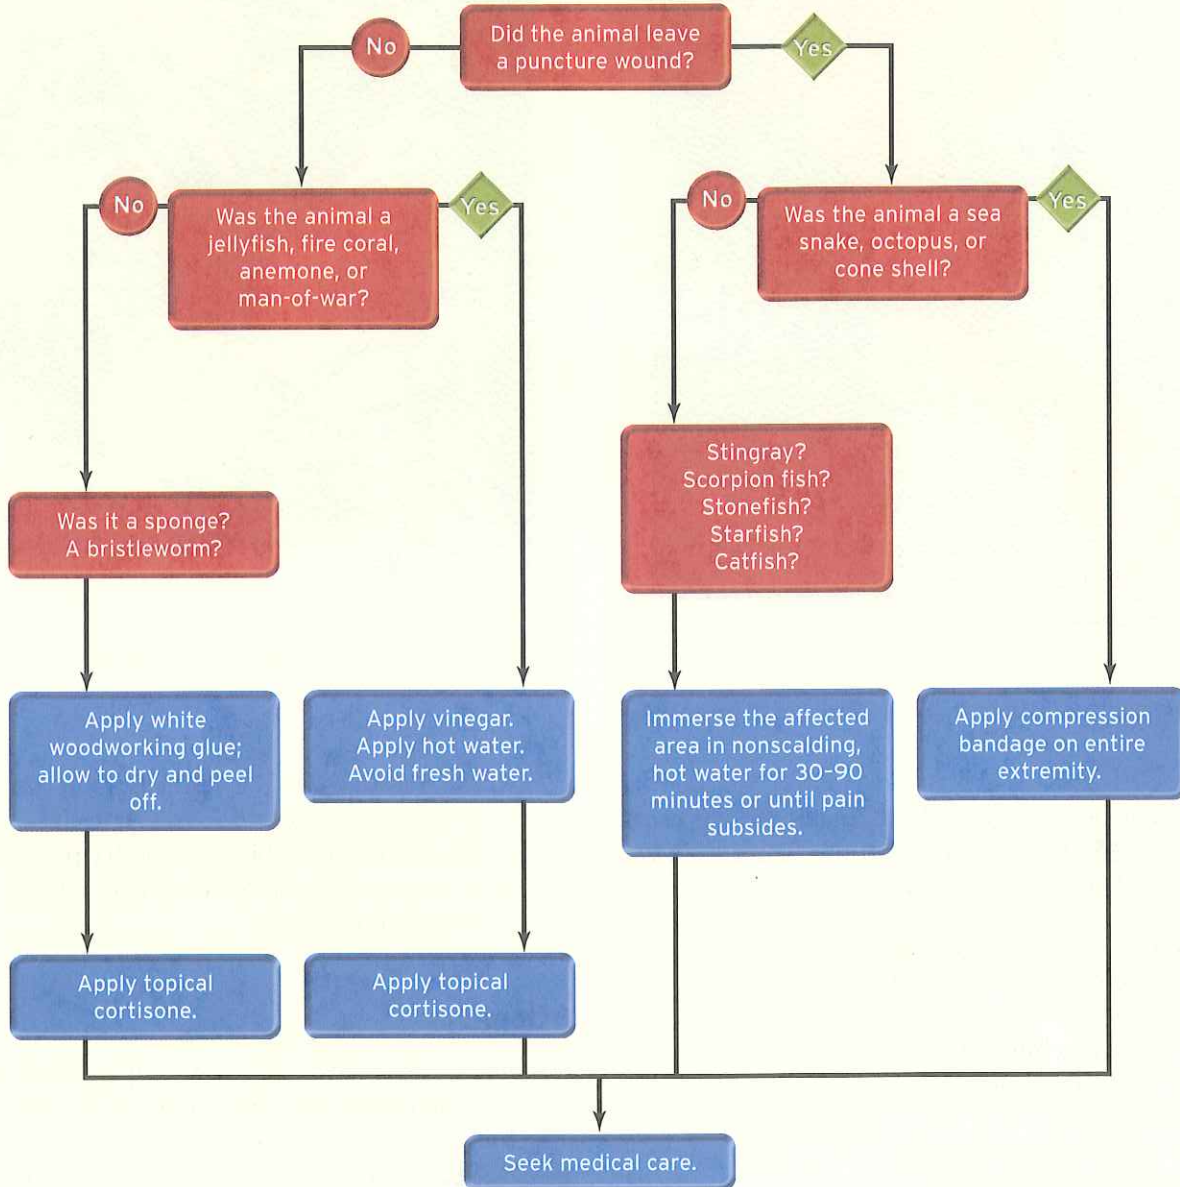 Did the animal leave
a puncture wound?
No
Yes
No
Was the animal a
jellyfish, fire coral,
anemone, or
man-of-war?
Yes
No
Was the animal a sea
snake, octopus, or
cone shell?
Yes
Was it a sponge?
A bristleworm?
Stingray?
Scorpion fish?
Stonefish?
Starfish?
Catfish?
Apply white
woodworking glue;
allow to dry and peel
off.
Apply vinegar.
Apply hot water.
Avoid fresh water.
Immerse the affected
area in nonscalding,
hot water for 30–90
minutes or until pain
subsides.
Apply compression
bandage on entire
extremity.
Apply topical
cortisone.
Apply topical
cortisone.
Seek medical care.